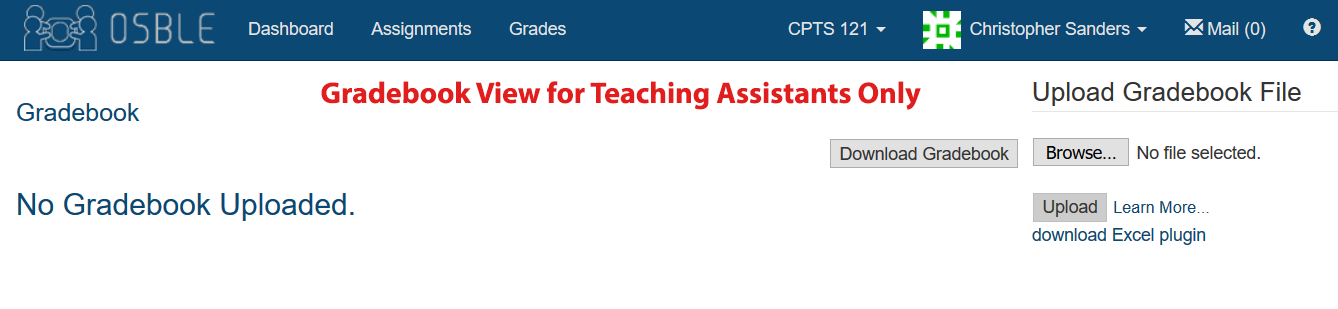 OSBLE Dashboard Assignments Grades CPTS 121 Christopher Sanders Mail (0) ?
Gradebook View for Teaching Assistants Only
Upload Gradebook File
Gradebook
Download Gradebook
Browse... No file selected.
No Gradebook Uploaded.
Upload Learn More...
download Excel plugin